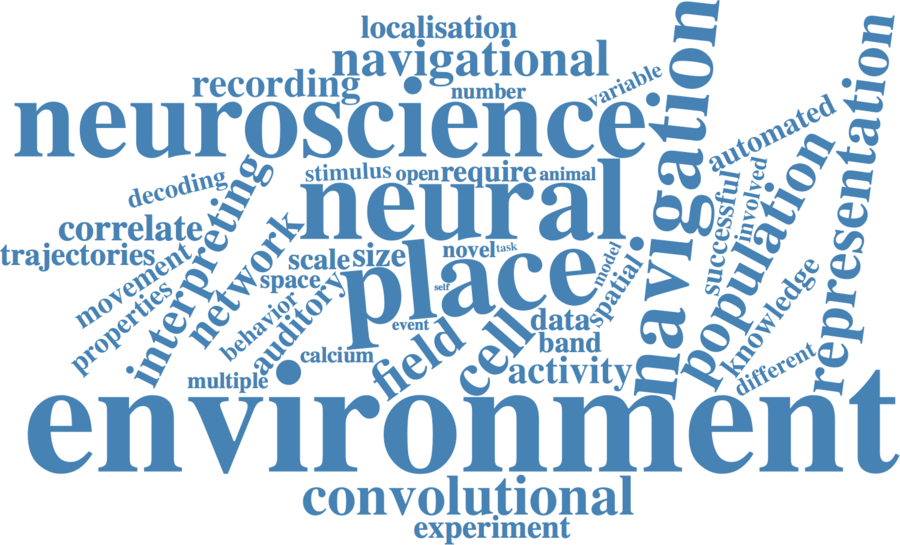 localisation
navigational
recording
number
variable
neuroscience
navigation
representation
automated
stimulus
open
require
animal
decoding
interpreting
neural
successful
involved
population
correlate
trajectories
network
scale
size
novel
task
movement
space
place
self
model
spatial
properties
behavior
auditory
event
data
knowledge
calcium
field
cell
band
different
multiple
activity
environment
convolutional
experiment